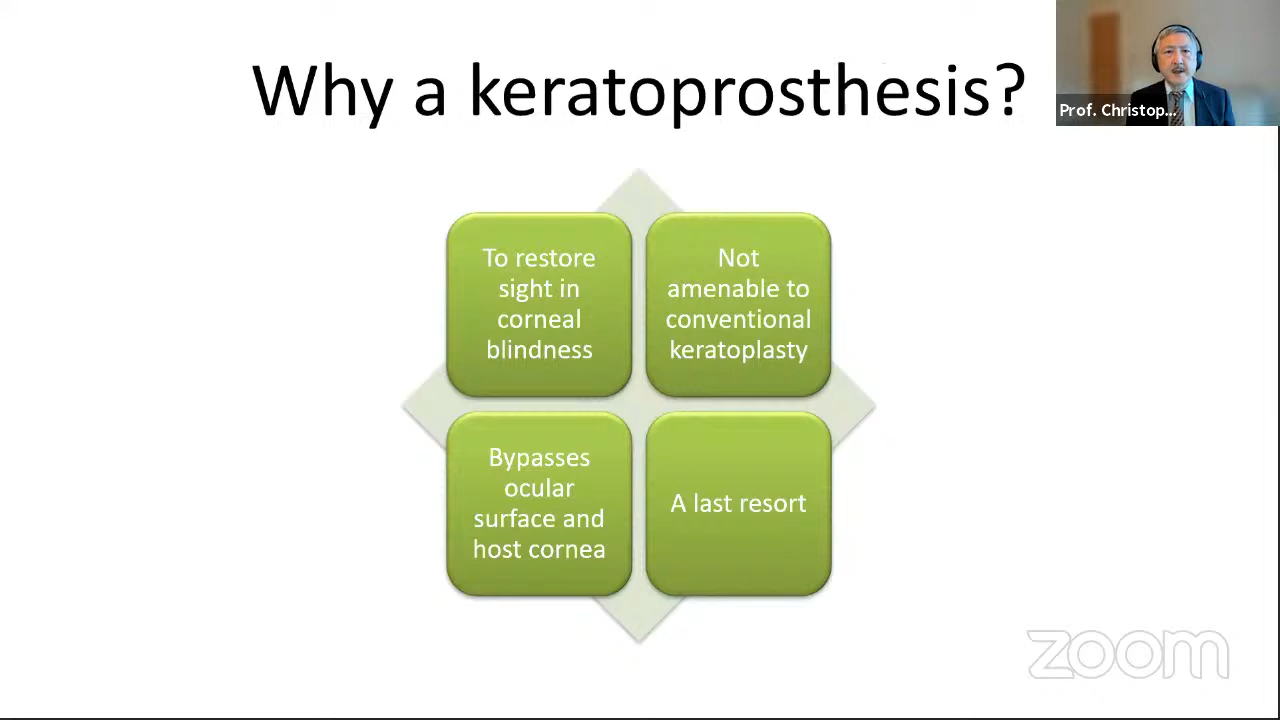 Why a keratoprosthesis?
Prof. Christop...
To restore
sight in
corneal
blindness
Not
amenable to
conventional
keratoplasty
Bypasses
ocular
surface and
host cornea
A last resort
zoom